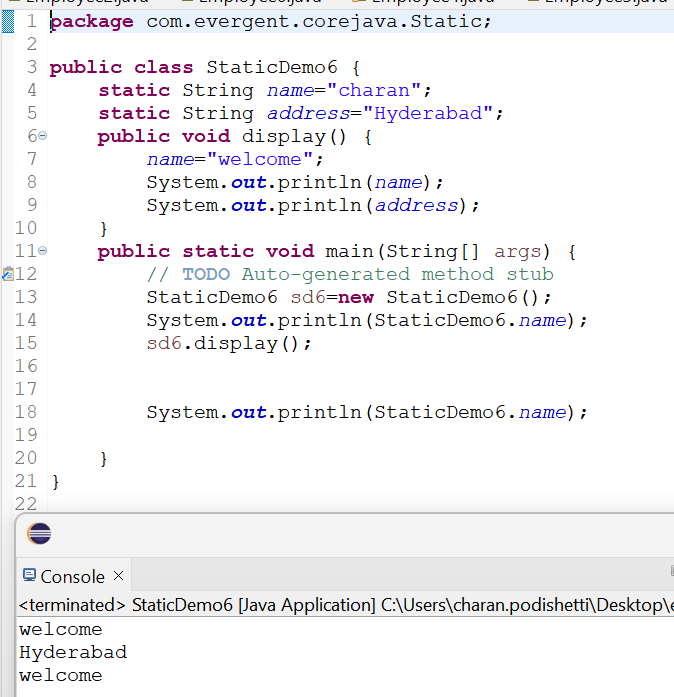 1 package com.evergent.corejava.Static;
2
3 public class StaticDemo6 {
4 static String name="charan";
5 static String address="Hyderabad";
6 public void display() {
7 name="welcome";
8 System.out.println(name);
9 System.out.println(address);
10 }
11 public static void main(String[] args) {
12 // TODO Auto-generated method stub
13 StaticDemo6 sd6=new StaticDemo6();
14 System.out.println(StaticDemo6.name);
15 sd6.display();
16
17
18 System.out.println(StaticDemo6.name);
19
20 }
21 }
22
Console
<terminated> StaticDemo6 [Java Application] C:\Users\charan.podishetti\Desktop\e
welcome
Hyderabad
welcome